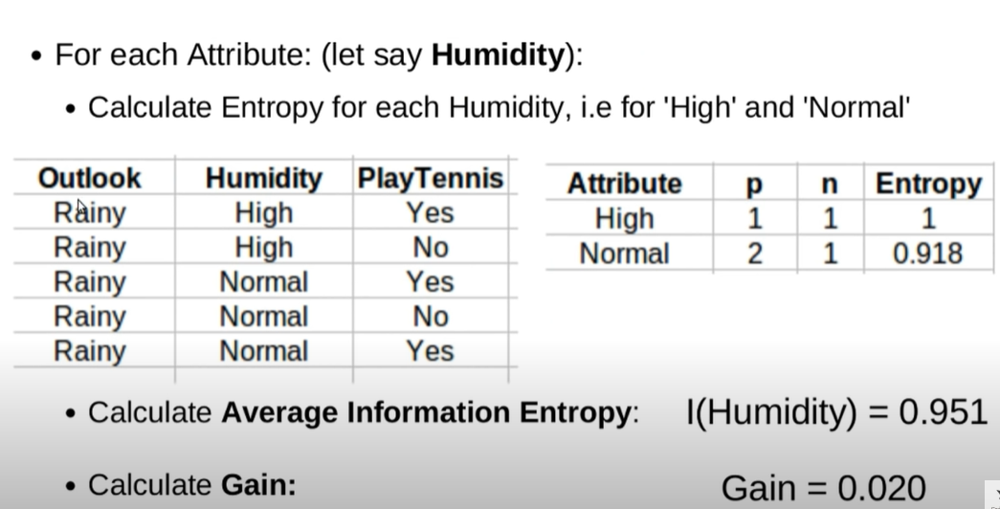 • For each Attribute: (let say Humidity):
• Calculate Entropy for each Humidity, i.e for 'High' and 'Normal'
Outlook Humidity PlayTennis
Rainy High Yes
Rainy High No
Rainy Normal Yes
Rainy Normal No
Rainy Normal Yes
Attribute p n Entropy
High 1 1 1
Normal 2 1 0.918
• Calculate Average Information Entropy: I(Humidity) = 0.951
• Calculate Gain: Gain = 0.020